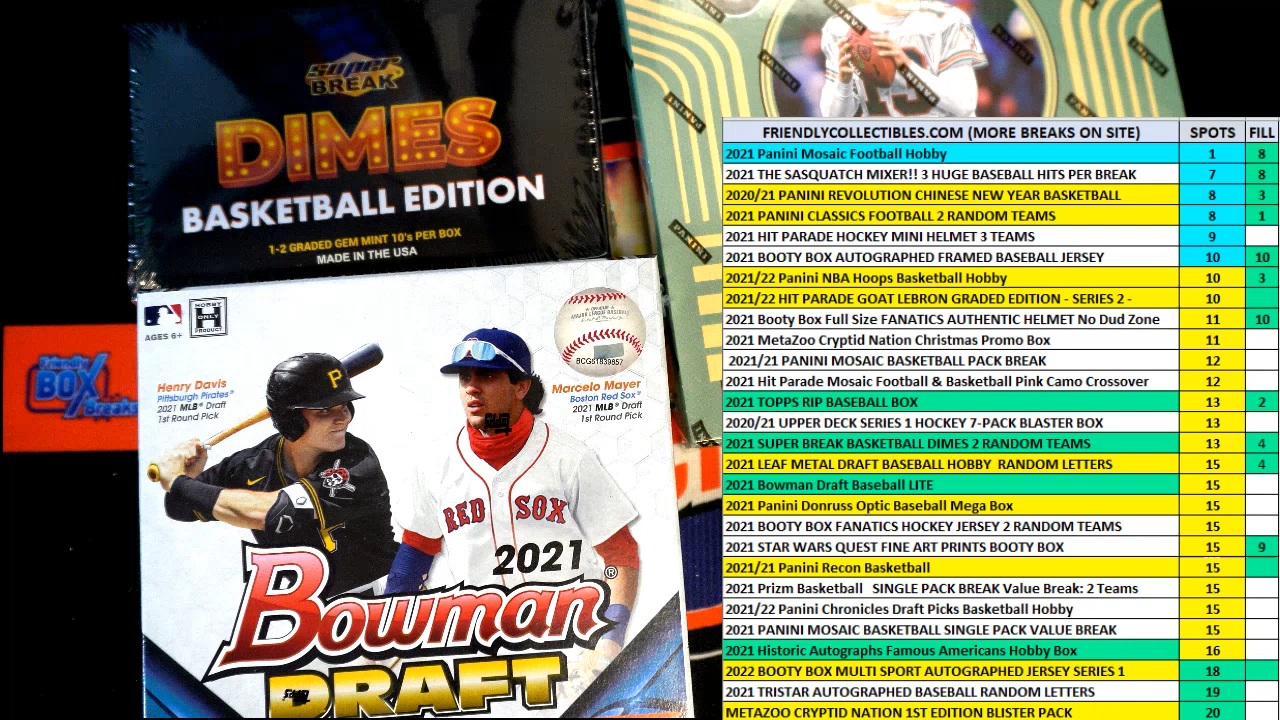 Super
BREAK
DIMES
BASKETBALL EDITION
1-2 GRADED GEM MINT 10's PER BOX
MADE IN THE USA
HOBBY
ONLY
H
PRODUCT
AGES 6+
MAJOR LEAGUE BASEBALL
Henry Davis
Pittsburgh Pirates®
2021 MLB® Draft
1st Round Pick
Marcelo Mayer
Boston Red Sox®
2021 MLB® Draft
1st Round Pick
P
RED SOX
2021
Bowman®
DRAFT
Friendly
BOX
Breaks
PANINI
PANINI
PANINI
PANINI
PANINI
PANINI
13
FRIENDLYCOLLECTIBLES.COM (MORE BREAKS ON SITE) SPOTS FILL
2021 Panini Mosaic Football Hobby 1 8
2021 THE SASQUATCH MIXER!! 3 HUGE BASEBALL HITS PER BREAK 7 8
2020/21 PANINI REVOLUTION CHINESE NEW YEAR BASKETBALL 8 3
2021 PANINI CLASSICS FOOTBALL 2 RANDOM TEAMS 8 1
2021 HIT PARADE HOCKEY MINI HELMET 3 TEAMS 9
2021 BOOTY BOX AUTOGRAPHED FRAMED BASEBALL JERSEY 10 10
2021/22 Panini NBA Hoops Basketball Hobby 10 3
2021/22 HIT PARADE GOAT LEBRON GRADED EDITION - SERIES 2 - 10
2021 Booty Box Full Size FANATICS AUTHENTIC HELMET No Dud Zone 11 10
2021 MetaZoo Cryptid Nation Christmas Promo Box 11
2021/21 PANINI MOSAIC BASKETBALL PACK BREAK 12
2021 Hit Parade Mosaic Football & Basketball Pink Camo Crossover 12
2021 TOPPS RIP BASEBALL BOX 13 2
2020/21 UPPER DECK SERIES 1 HOCKEY 7-PACK BLASTER BOX 13
2021 SUPER BREAK BASKETBALL DIMES 2 RANDOM TEAMS 13 4
2021 LEAF METAL DRAFT BASEBALL HOBBY RANDOM LETTERS 15 4
2021 Bowman Draft Baseball LITE 15
2021 Panini Donruss Optic Baseball Mega Box 15
2021 BOOTY BOX FANATICS HOCKEY JERSEY 2 RANDOM TEAMS 15
2021 STAR WARS QUEST FINE ART PRINTS BOOTY BOX 15 9
2021/21 Panini Recon Basketball 15
2021 Prizm Basketball SINGLE PACK BREAK Value Break: 2 Teams 15
2021/22 Panini Chronicles Draft Picks Basketball Hobby 15
2021 PANINI MOSAIC BASKETBALL SINGLE PACK VALUE BREAK 15
2021 Historic Autographs Famous Americans Hobby Box 16
2022 BOOTY BOX MULTI SPORT AUTOGRAPHED JERSEY SERIES 1 18
2021 TRISTAR AUTOGRAPHED BASEBALL RANDOM LETTERS 19
METAZOO CRYPTID NATION 1ST EDITION BLISTER PACK 20